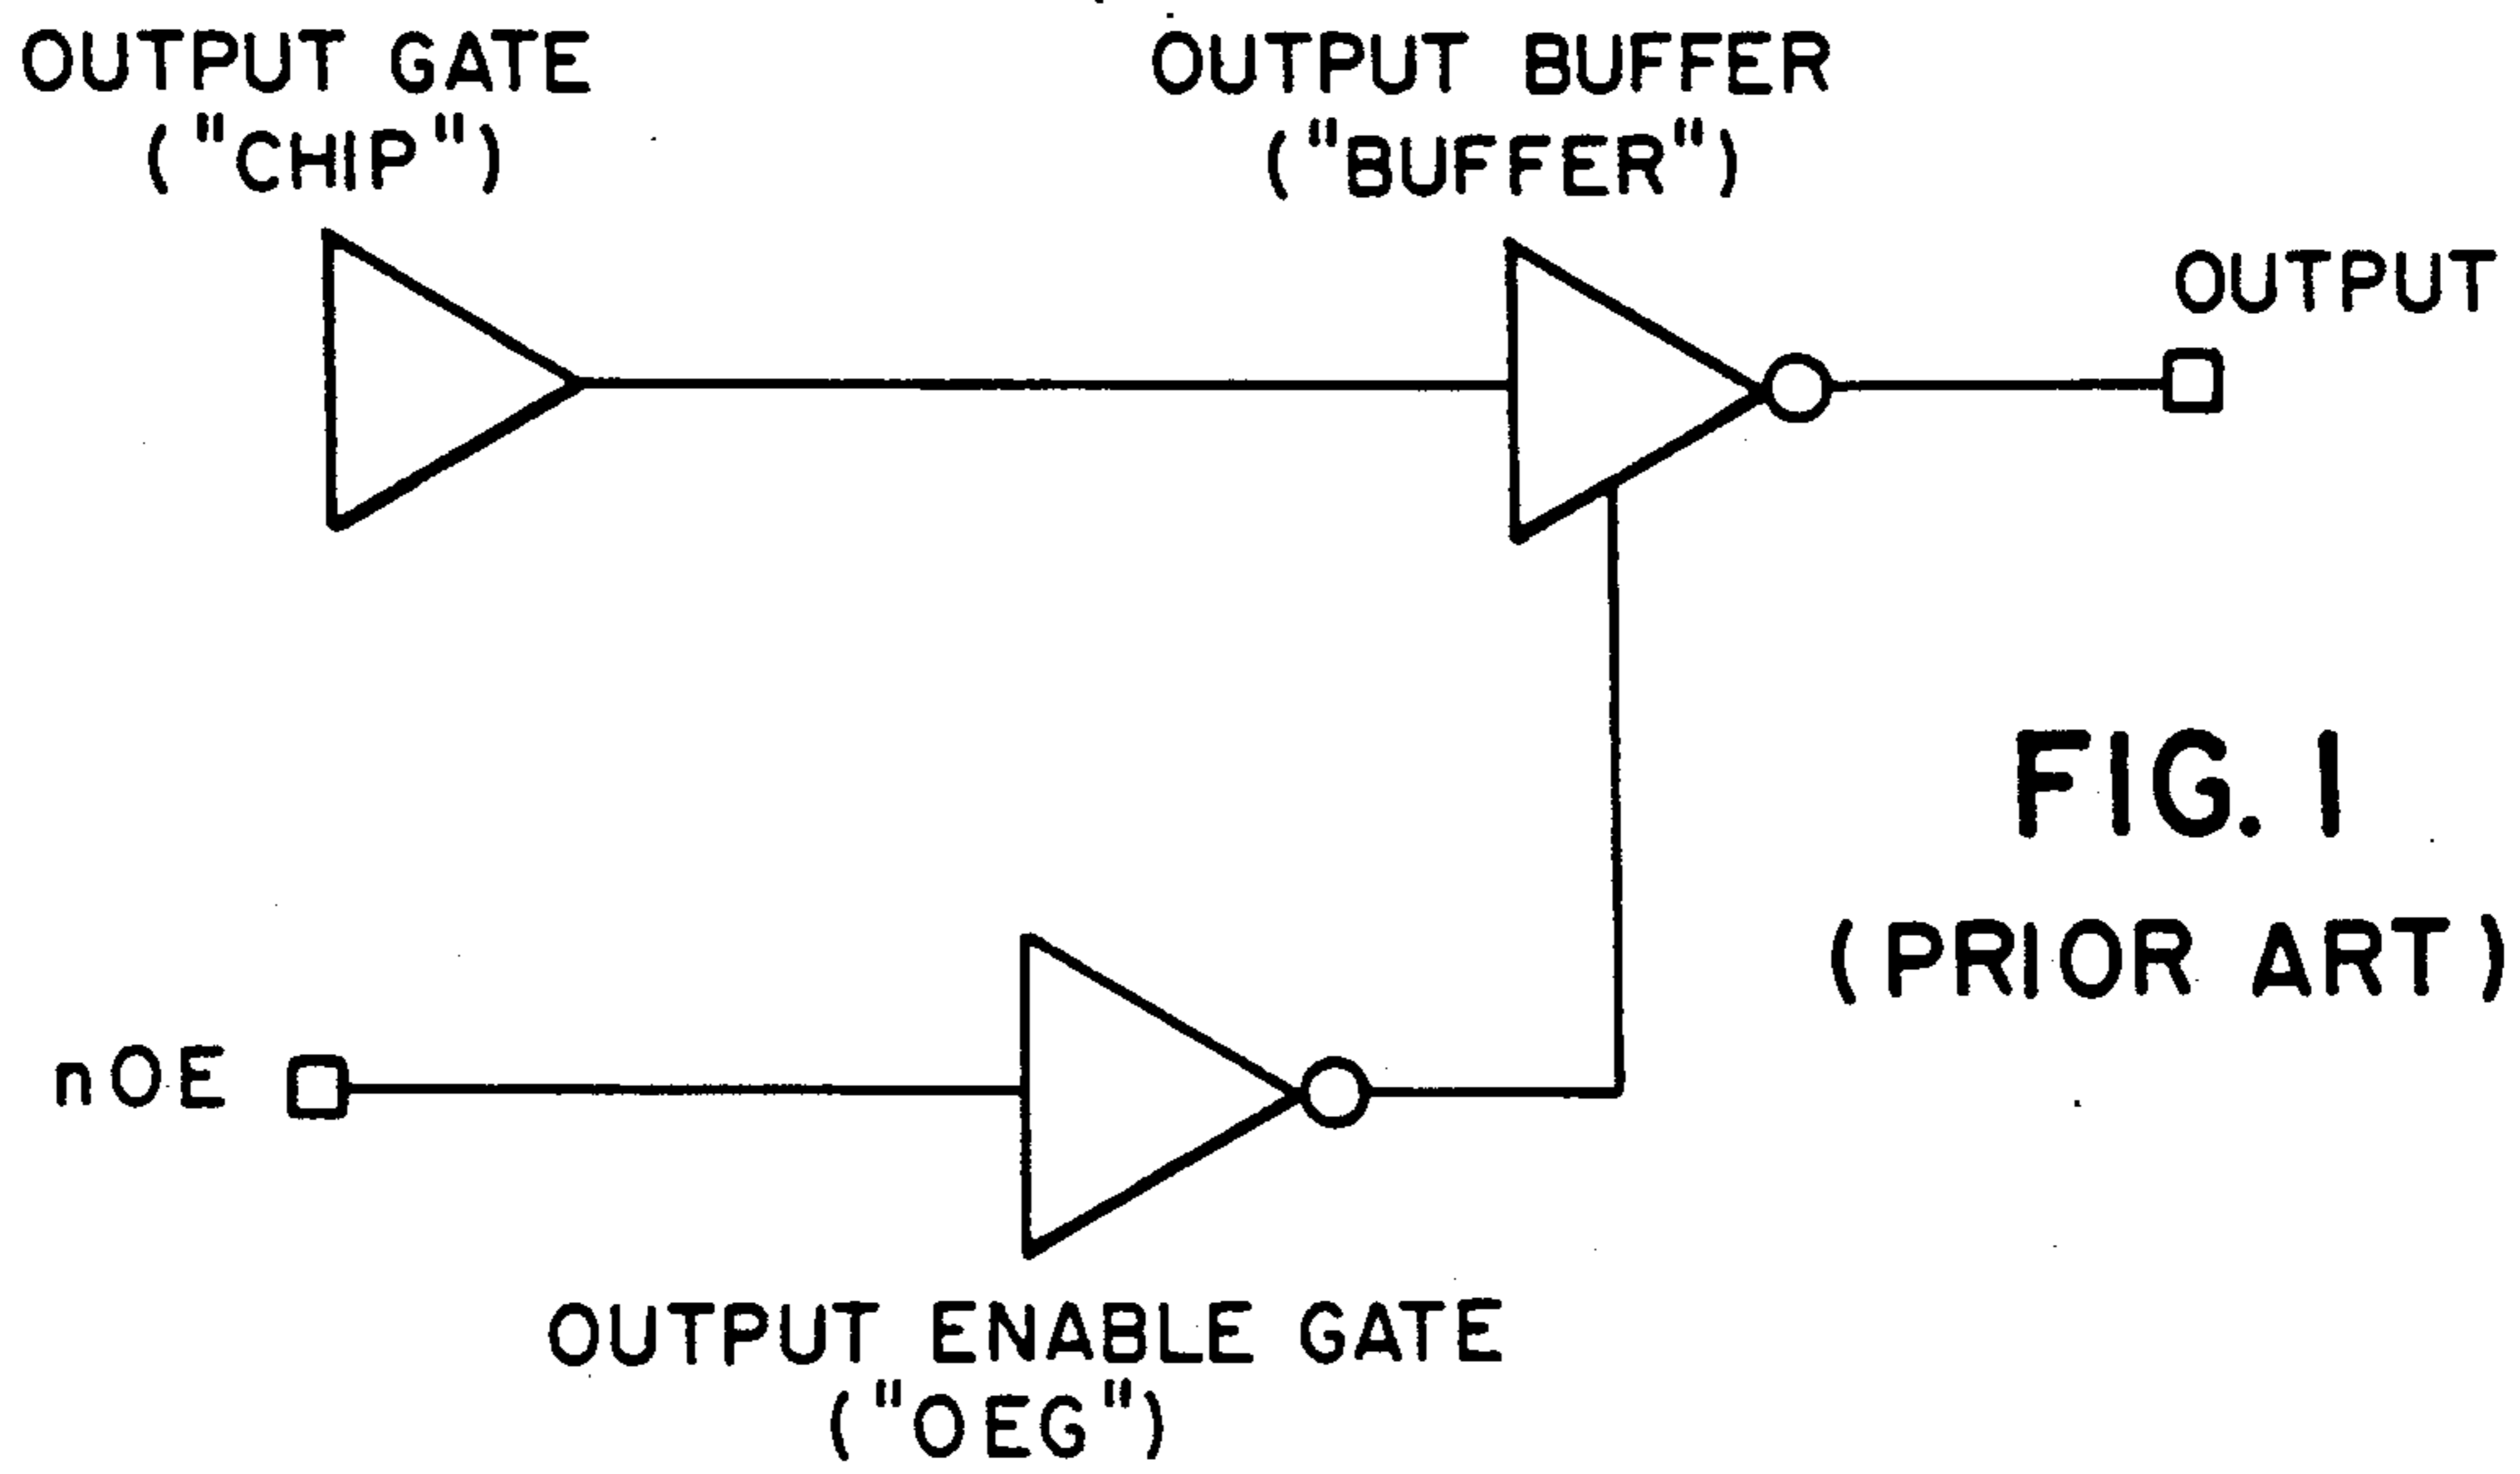 OUTPUT GATE
("CHIP")
OUTPUT BUFFER
("BUFFER")
OUTPUT
FIG. 1
(PRIOR ART)
nOE
OUTPUT ENABLE GATE
("OEG")